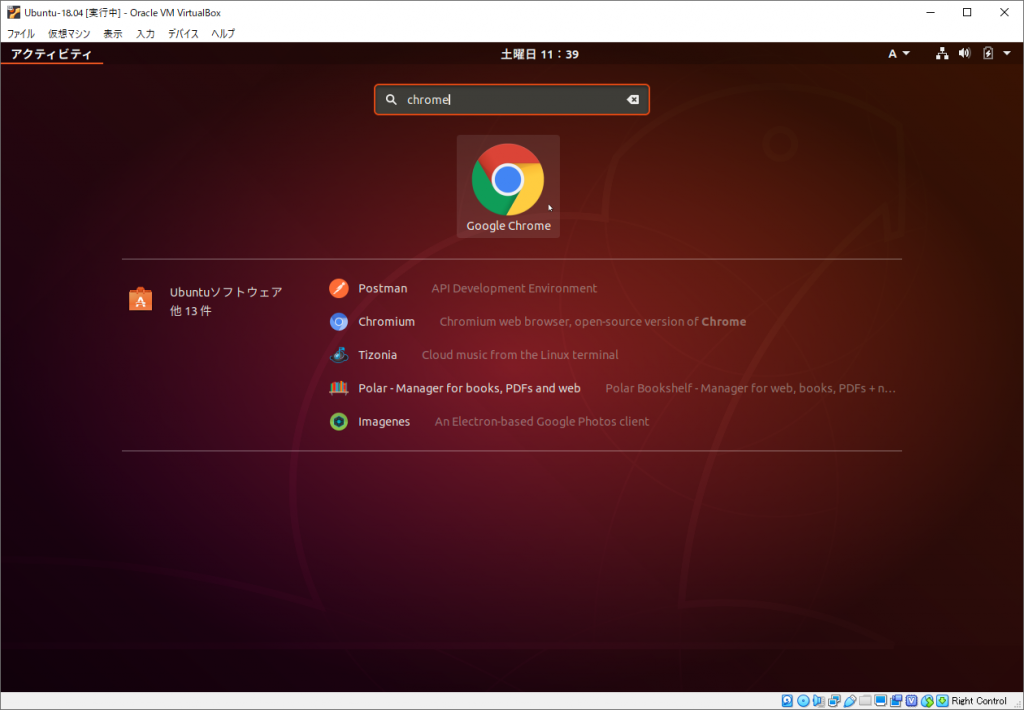 Ubuntu-18.04 [実行中] - Oracle VM VirtualBox
ファイル 仮想マシン 表示 入力 デバイス ヘルプ
アクティビティ 土曜日 11：39 A
chrome
Google Chrome
Ubuntuソフトウェア
他 13 件
Postman API Development Environment
Chromium Chromium web browser, open-source version of Chrome
Tizonia Cloud music from the Linux terminal
Polar - Manager for books, PDFs and web Polar Bookshelf - Manager for web, books, PDFs + n…
Imagenes An Electron-based Google Photos client
Right Control